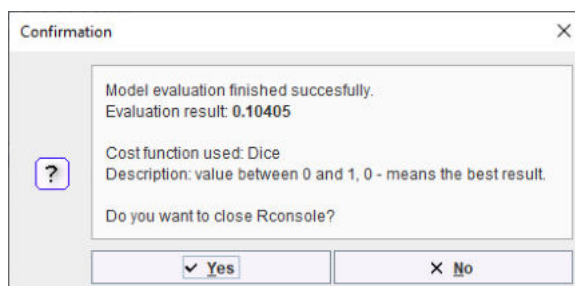 Confirmation
Model evaluation finished succesfully.
Evaluation result: 0.10405
Cost function used: Dice
Description: value between 0 and 1, 0 - means the best result.
?
Do you want to close Rconsole?
Yes
No